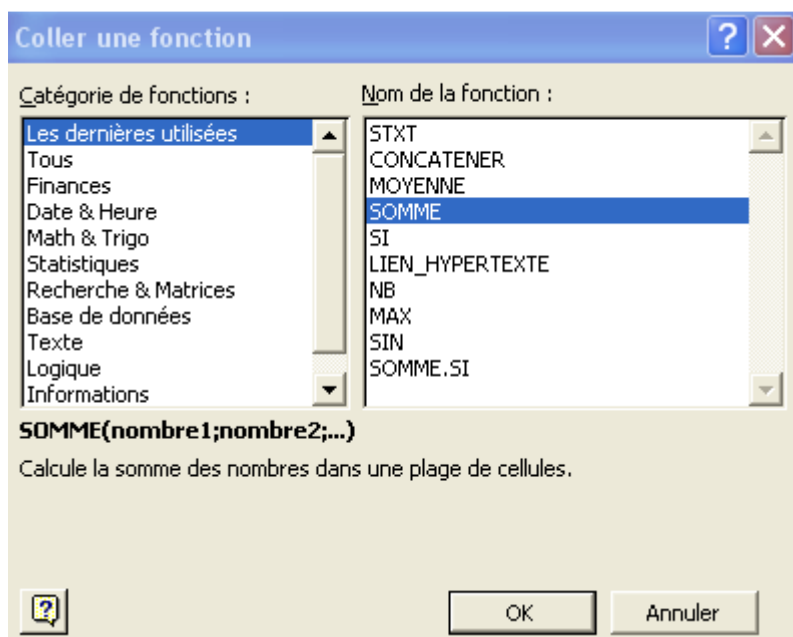 Coller une fonction
Catégorie de fonctions :
Les dernières utilisées
Tous
Finances
Date & Heure
Math & Trigo
Statistiques
Recherche & Matrices
Base de données
Texte
Logique
Informations
Nom de la fonction :
STXT
CONCATENER
MOYENNE
SOMME
SI
LIEN_HYPERTEXTE
NB
MAX
SIN
SOMME.SI
SOMME(nombre1;nombre2;...)
Calcule la somme des nombres dans une plage de cellules.
OK
Annuler